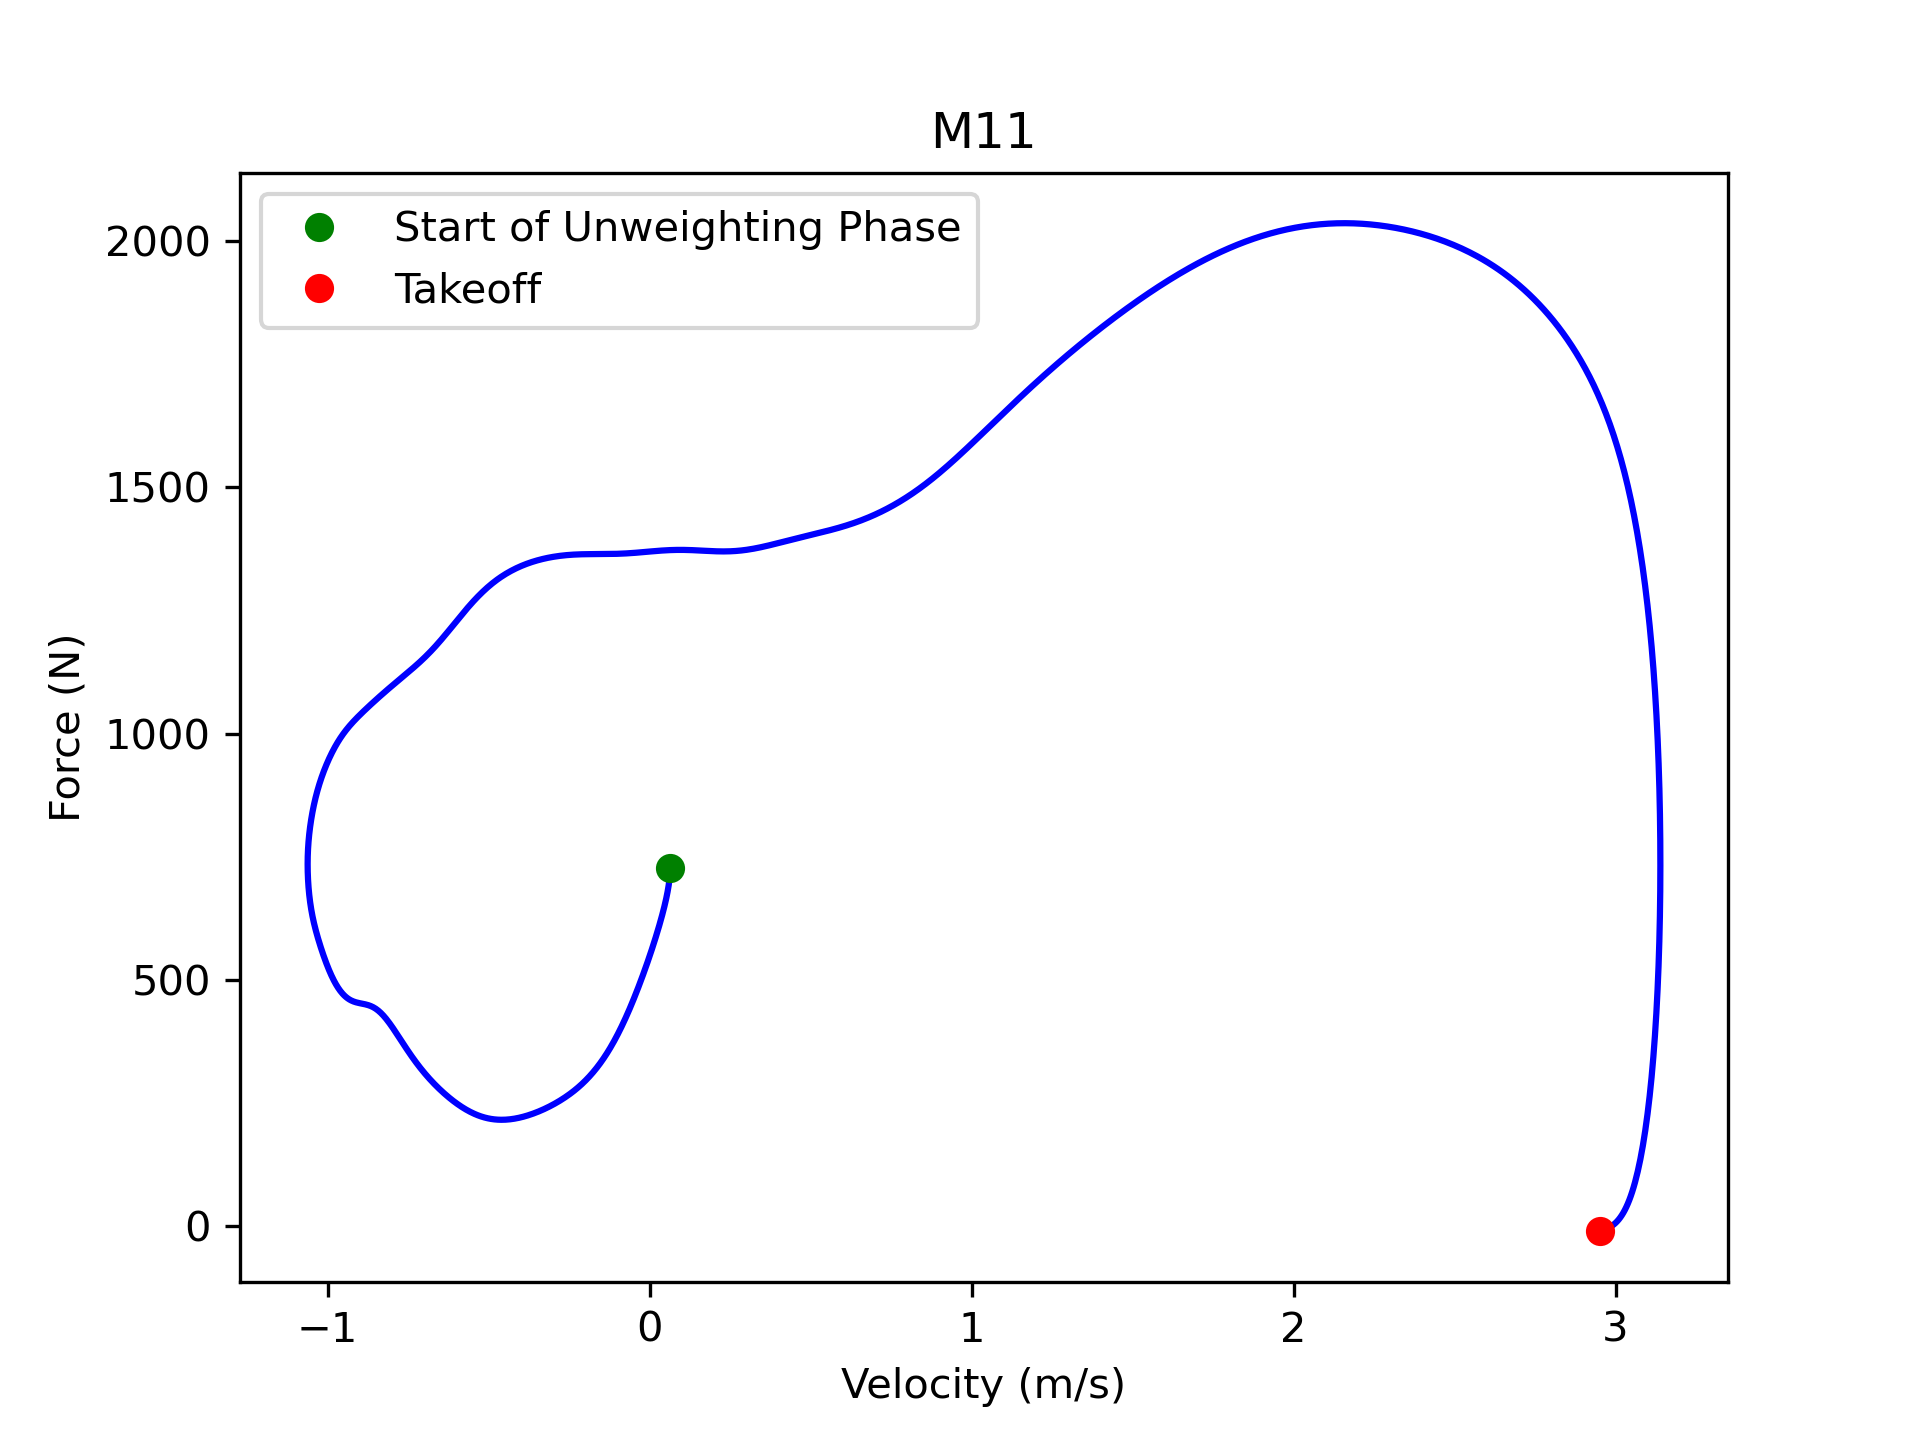 M11
Start of Unweighting Phase
Takeoff
2000
1500
1000
500
0
Force (N)
−1
0
1
2
3
Velocity (m/s)